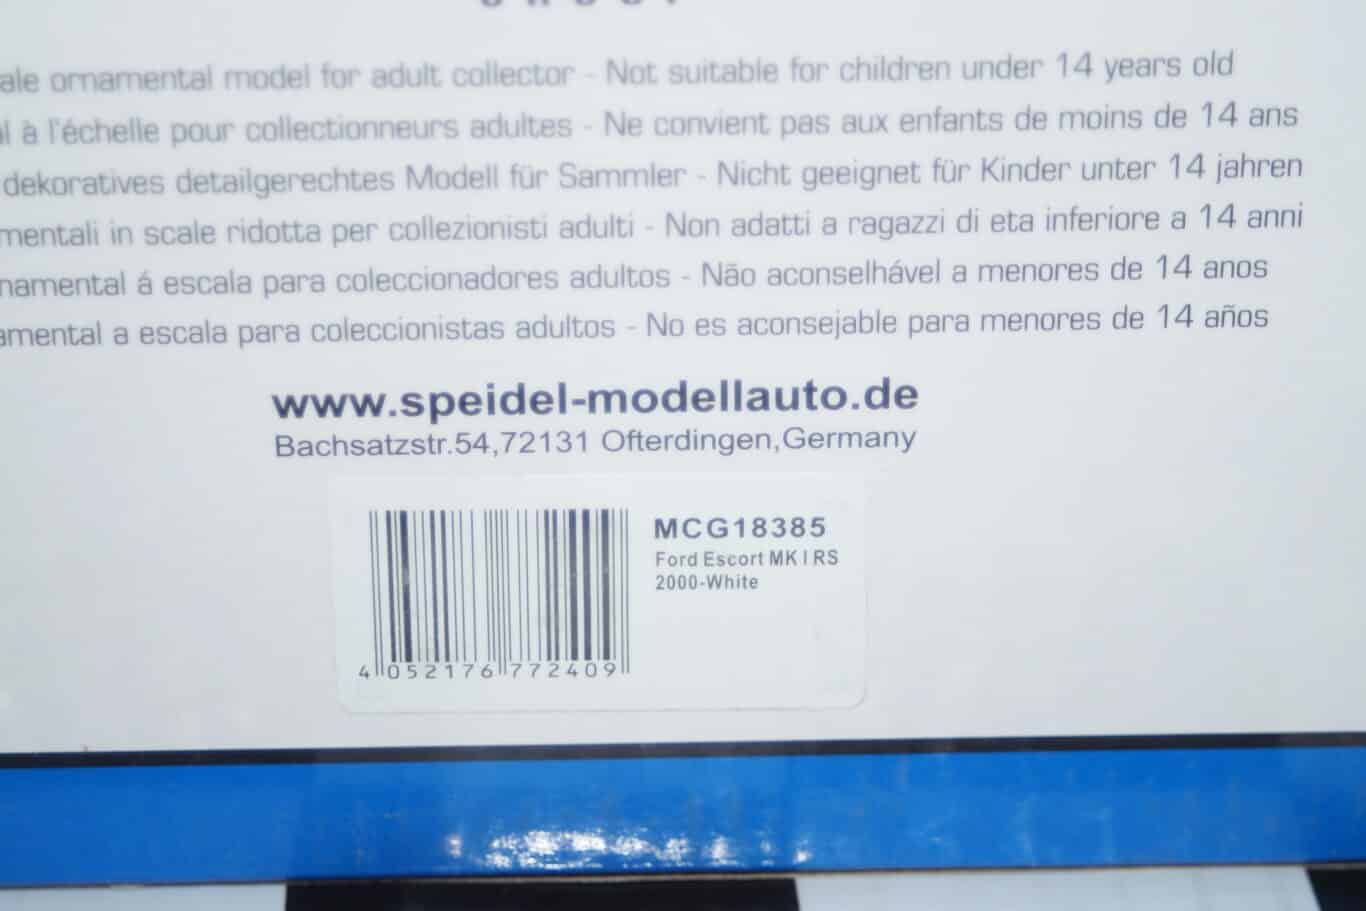 ornamental model for adult collector - Not suitable for children under 14 years old
à l'échelle pour collectionneurs adultes - Ne convient pas aux enfants de moins de 14 ans
dekoratives detailgerechtes Modell für Sammler - Nicht geeignet für Kinder unter 14 jahren
in scale ridotta per collezionisti adulti - Non adatti a ragazzi di eta inferiore a 14 anni
á escala para coleccionadores adultos - Não aconselhável a menores de 14 anos
a escala para coleccionistas adultos - No es aconsejable para menores de 14 años
www.speidel-modellauto.de
Bachsatzstr.54,72131 Ofterdingen,Germany
MCG18385
Ford Escort MK I RS
2000-White
4 052176 772409